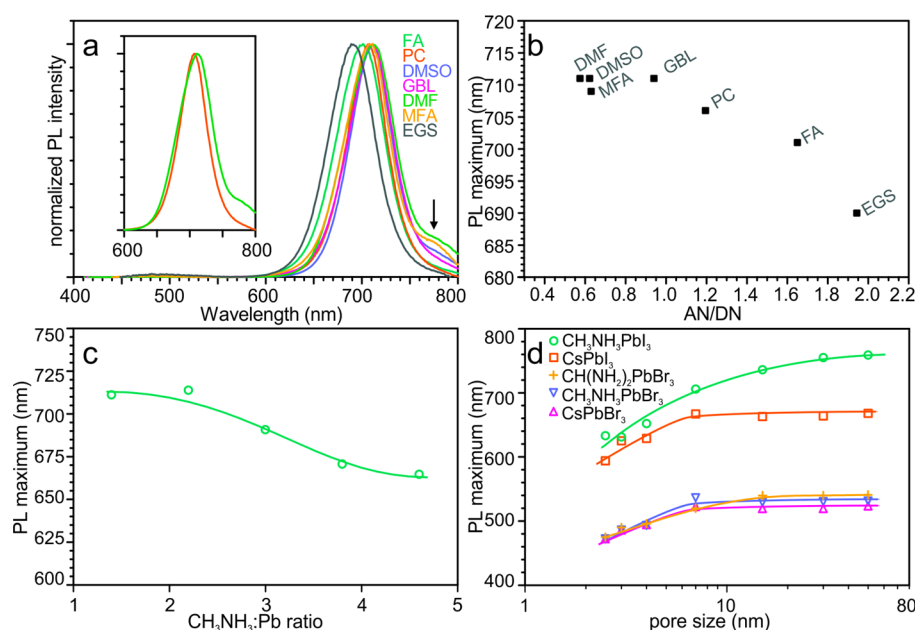 a
normalized PL intensity
600 700 800
FA
PC
DMSO
GBL
DMF
MFA
EGS
400 500 600 700 800
Wavelength (nm)
b
PL maximum (nm)
720
715
710
705
700
695
690
685
680
DMF
DMSO
MFA
GBL
PC
FA
EGS
0.4 0.6 0.8 1.0 1.2 1.4 1.6 1.8 2.0 2.2
AN/DN
c
PL maximum (nm)
750
725
700
675
650
625
600
1 2 3 4 5
CH₃NH₃:Pb ratio
d
PL maximum (nm)
800
700
600
500
400
CH₃NH₃PbI₃
CsPbI₃
CH(NH₂)₂PbBr₃
CH₃NH₃PbBr₃
CsPbBr₃
1 10 80
pore size (nm)